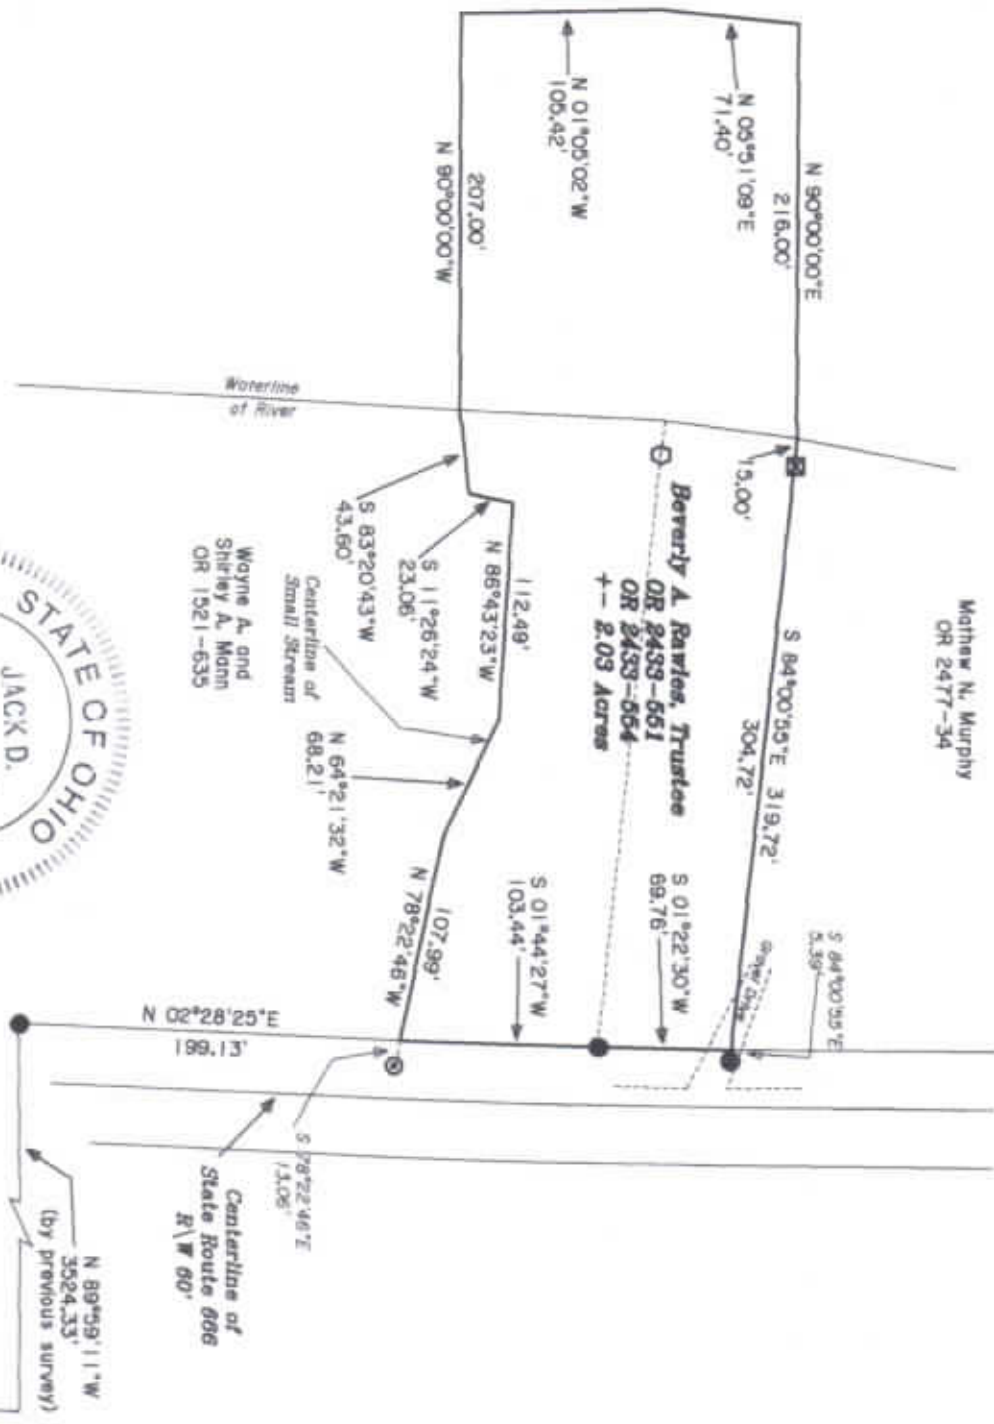 Mathew N. Murphy
OR 2477-34
N 90°00'00"E
216.00'
N 05°51'09"E
71.40'
N 01°05'02"W
105.42'
207.00'
N 90°00'00"W
15.00'
S 84°00'55"E 319.72'
304.72'
S 84°00'55"E
5.39'
Gravel Drive
Beverly A. Rawles, Trustee
OR 2433-551
OR 2433-554
+- 2.03 Acres
S 01°22'30"W
69.76'
S 01°44'27"W
103.44'
Waterline
of River
S 83°20'43"W
43.60'
S 11°26'24"W
23.06'
112.49'
N 86°43'23"W
Centerline of
Small Stream
N 64°21'32"W
68.21'
107.99'
N 78°22'46"W
Wayne A. and
Shirley A. Mann
OR 1521-635
N 02°28'25"E
199.13'
S 78°22'46"E
13.06'
Centerline of
State Route 666
R\W 60'
N 89°59'11"W
3524.33'
(by previous survey)
STATE OF OHIO
JACK D.